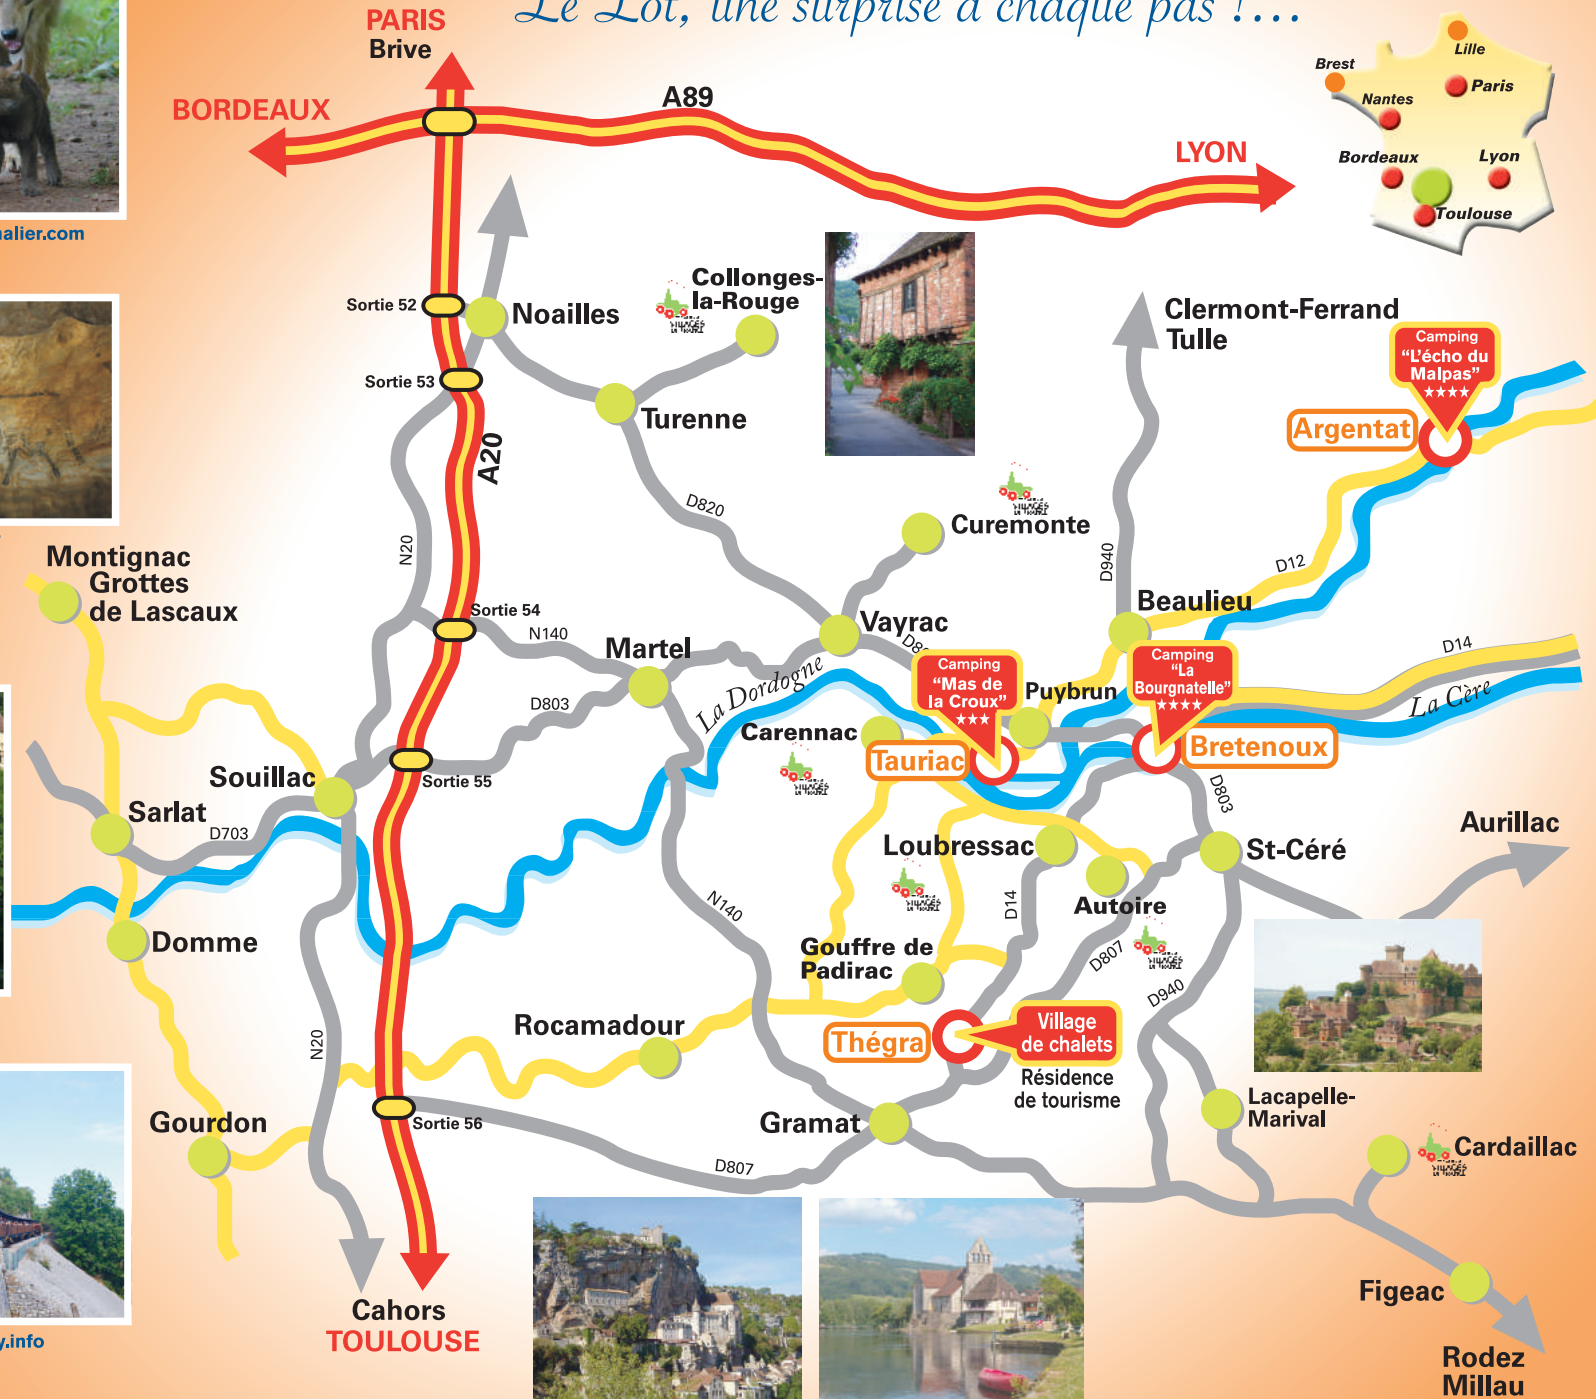 Le Lot, une surprise à chaque pas !...
PARIS
Brive
BORDEAUX
A89
LYON
Lille
Brest
Paris
Nantes
Bordeaux
Lyon
Toulouse
alier.com
Sortie 52
Noailles
Collonges-
la-Rouge
Clermont-Ferrand
Tulle
Camping
"L'écho du
Malpas"
★★★★
Sortie 53
Turenne
Argentat
A20
D820
Curemonte
N20
D940
D12
Montignac
Grottes
de Lascaux
Sortie 54
N140
Martel
Vayrac
Beaulieu
D14
La Dordogne
Camping
"Mas de
la Croux"
★★★
Puybrun
Camping
"La
Bourgnatelle"
★★★★
La Cère
D803
Carennac
Tauriac
Bretenoux
Souillac
Sortie 55
Sarlat
D703
D803
Loubressac
St-Céré
Aurillac
N140
D14
Autoire
Domme
Gouffre de
Padirac
D807
D940
Rocamadour
Thégra
Village
de chalets
Résidence
de tourisme
N20
Gourdon
Sortie 56
Gramat
D807
Lacapelle-
Marival
Cardaillac
Figeac
Cahors
TOULOUSE
y.info
Rodez
Millau